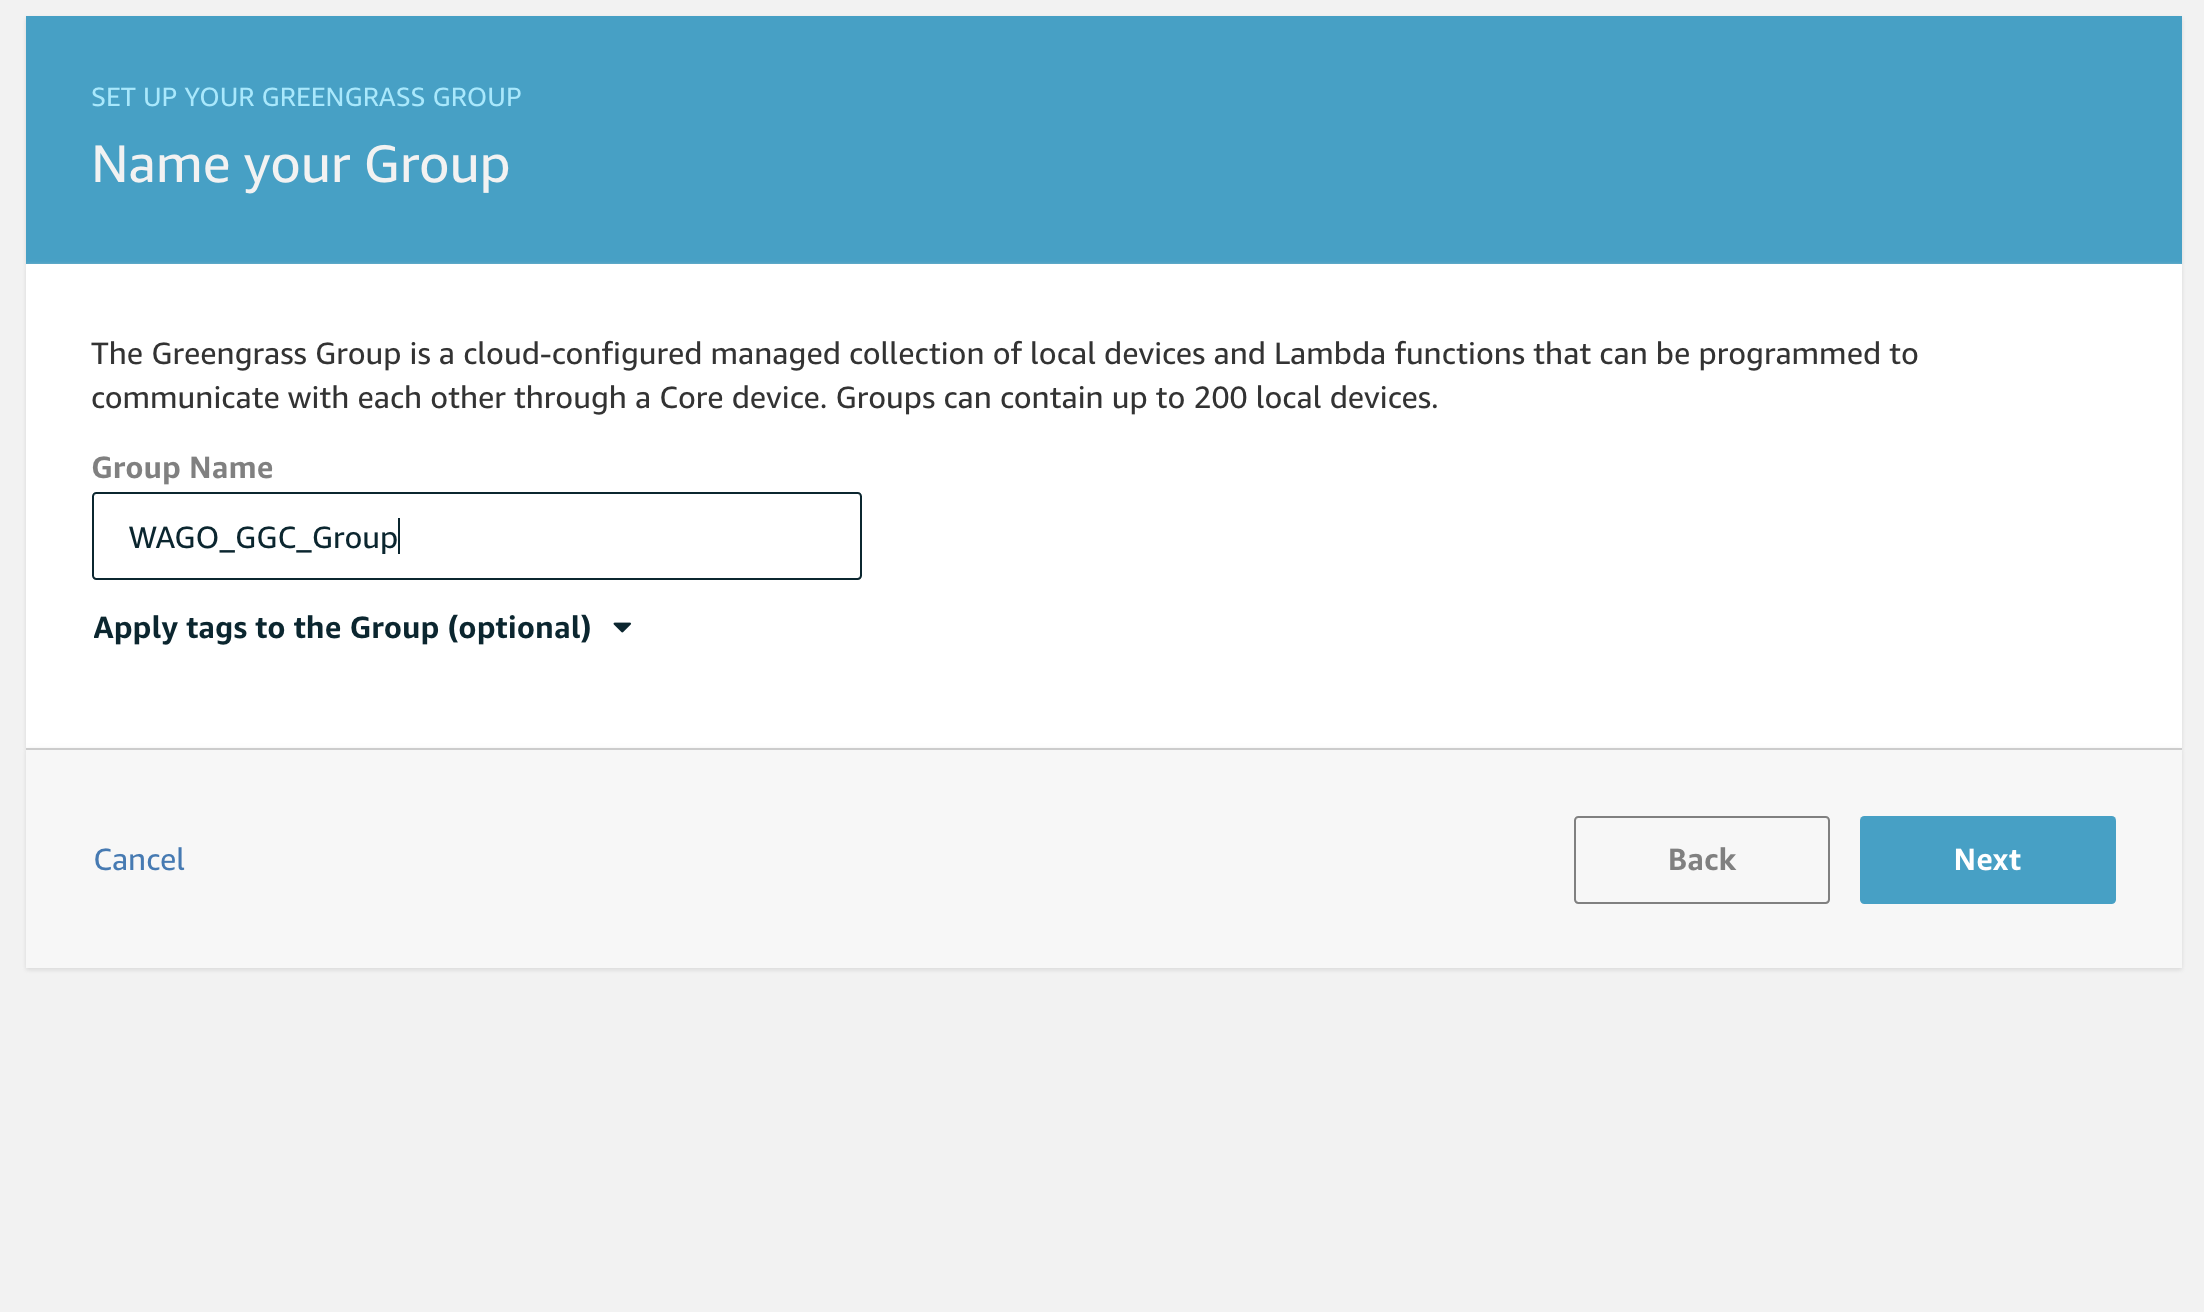 SET UP YOUR GREENGRASS GROUP
Name your Group
The Greengrass Group is a cloud-configured managed collection of local devices and Lambda functions that can be programmed to
communicate with each other through a Core device. Groups can contain up to 200 local devices.
Group Name
WAGO_GGC_Group
Apply tags to the Group (optional)
Cancel
Back
Next